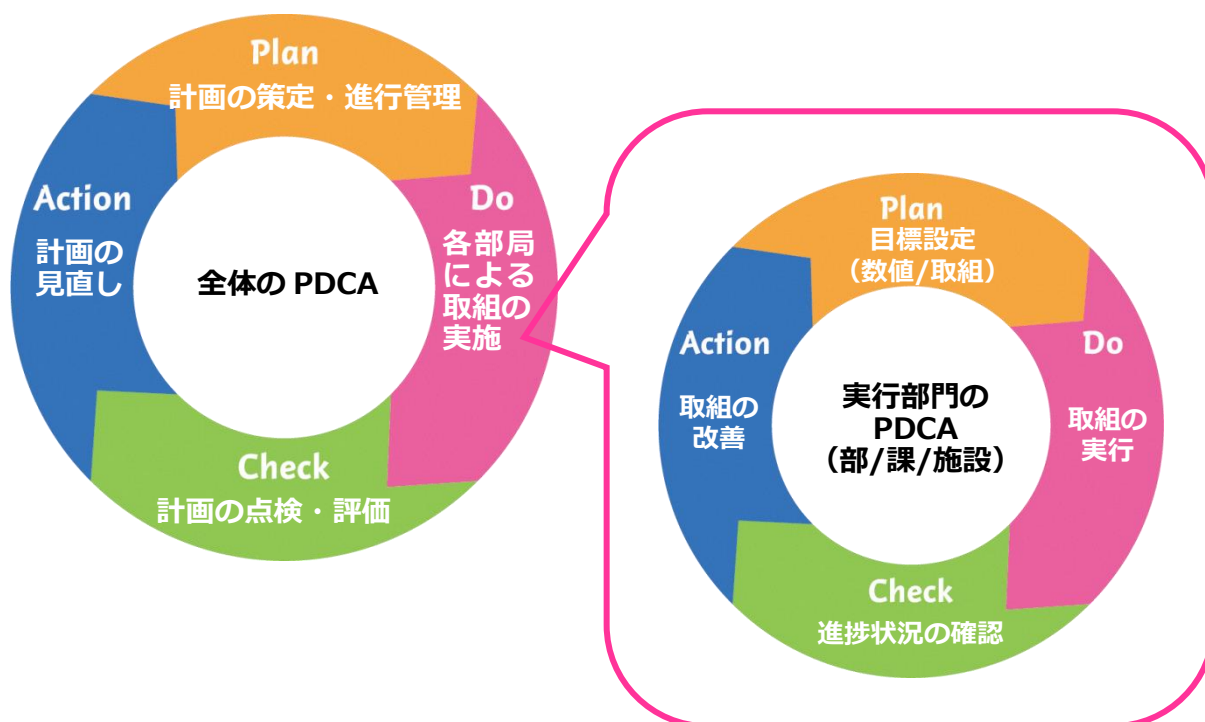 Plan
計画の策定・進行管理
Do
各部局
による
取組の
実施
Check
計画の点検・評価
Action
計画の
見直し
全体の PDCA
Plan
目標設定
（数値/取組）
Do
取組の
実行
Check
進捗状況の確認
Action
取組の
改善
実行部門の
PDCA
（部/課/施設）